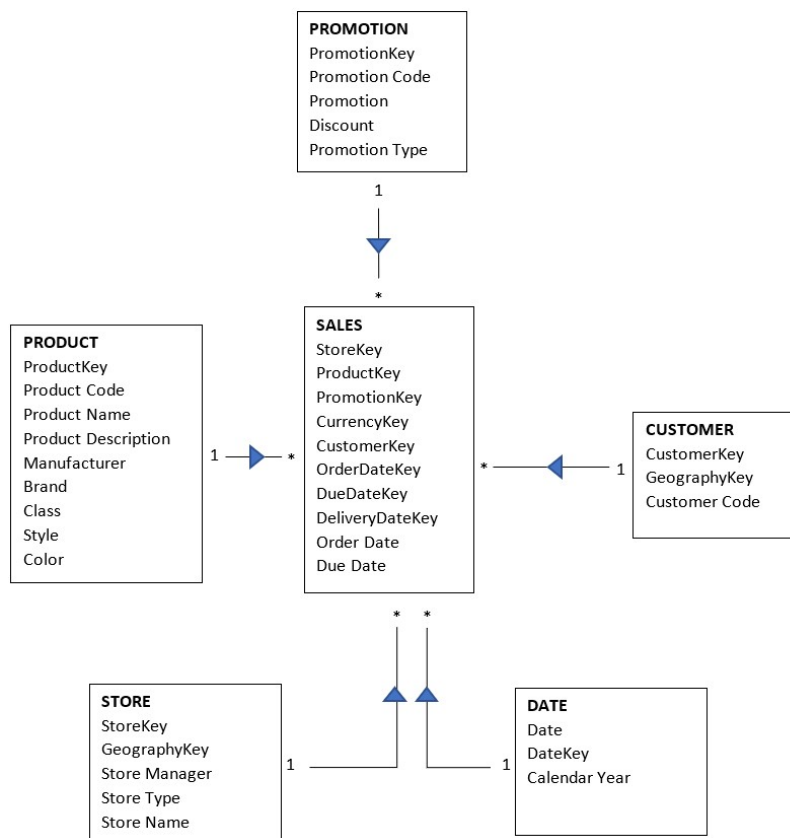 PROMOTION
PromotionKey
Promotion Code
Promotion
Discount
Promotion Type
1
*
PRODUCT
ProductKey
Product Code
Product Name
Product Description
Manufacturer
Brand
Class
Style
Color
1
*
SALES
StoreKey
ProductKey
PromotionKey
CurrencyKey
CustomerKey
OrderDateKey
DueDateKey
DeliveryDateKey
Order Date
Due Date
*
1
CUSTOMER
CustomerKey
GeographyKey
Customer Code
* *
STORE
StoreKey
GeographyKey
Store Manager
Store Type
Store Name
1
1
DATE
Date
DateKey
Calendar Year